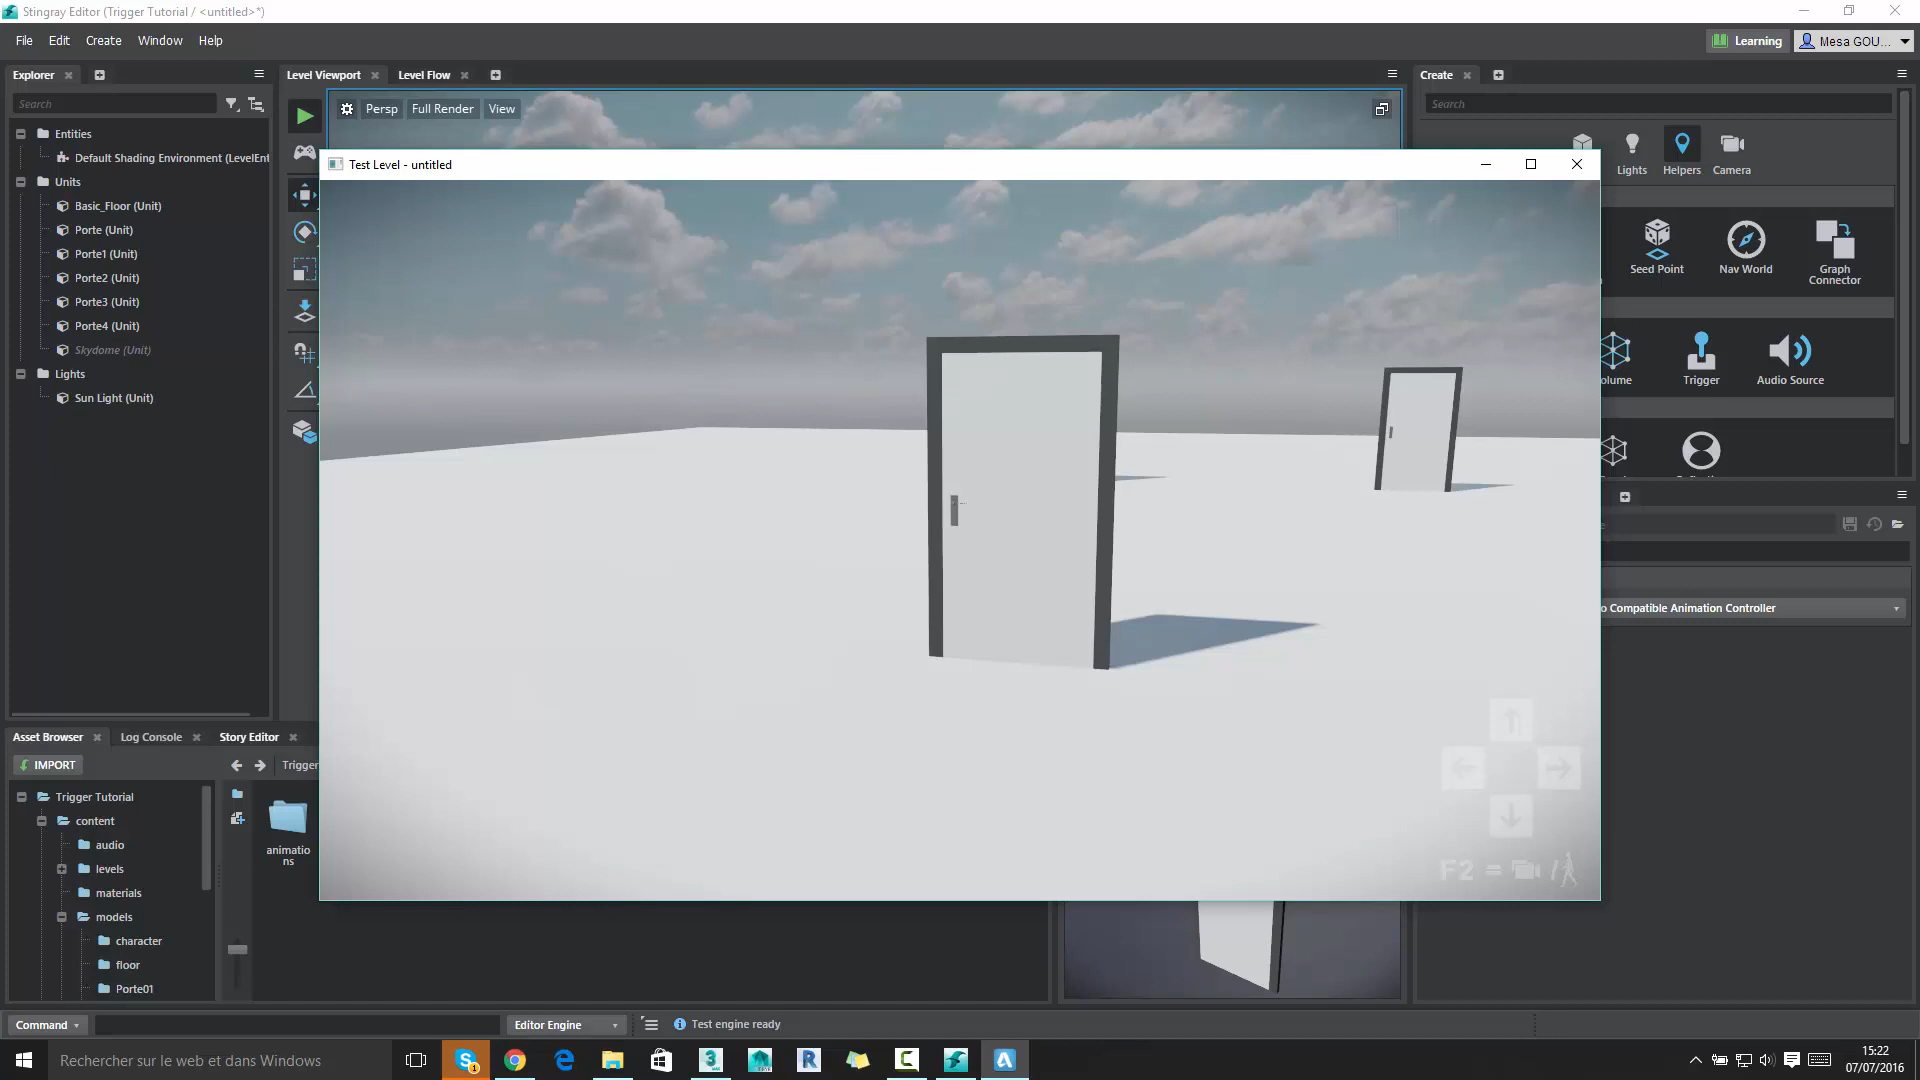 Stingray Editor (Trigger Tutorial / <untitled>*)
File Edit Create Window Help
Learning
Mesa GOU...
Explorer
Level Viewport
Level Flow
Create
Search
Persp
Full Render
View
Search
Entities
Default Shading Environment (LevelEnt
Units
Basic_Floor (Unit)
Porte (Unit)
Porte1 (Unit)
Porte2 (Unit)
Porte3 (Unit)
Porte4 (Unit)
Skydome (Unit)
Lights
Sun Light (Unit)
Test Level - untitled
Lights
Helpers
Camera
Seed Point
Nav World
Graph
Connector
olume
Trigger
Audio Source
o Compatible Animation Controller
F2 = /
Asset Browser
Log Console
Story Editor
IMPORT
Trigger
Trigger Tutorial
content
audio
levels
materials
models
character
floor
Porte01
animatio
ns
Command
Editor Engine
Test engine ready
Rechercher sur le web et dans Windows
15:22
07/07/2016